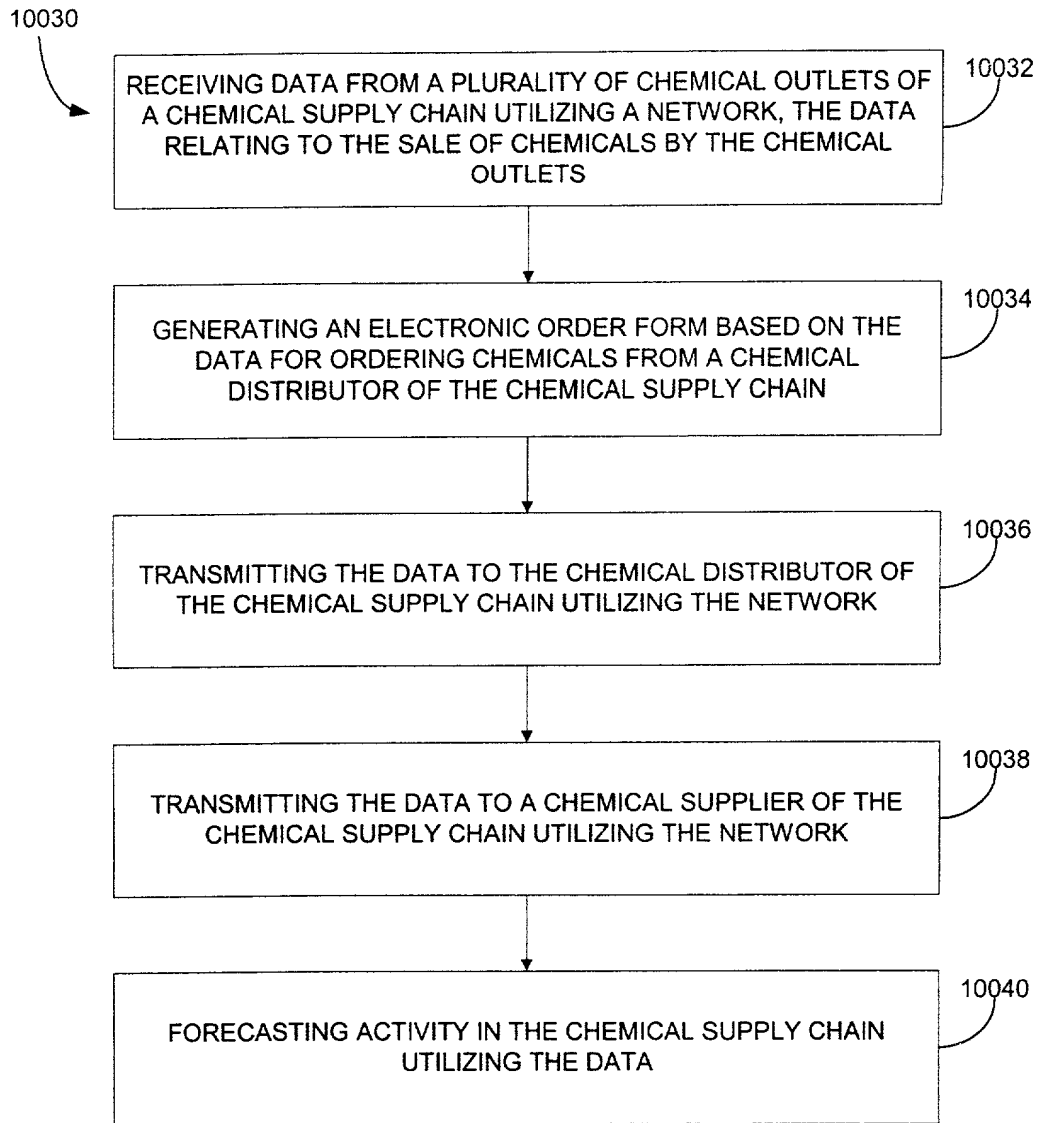 10030
10032
RECEIVING DATA FROM A PLURALITY OF CHEMICAL OUTLETS OF
A CHEMICAL SUPPLY CHAIN UTILIZING A NETWORK, THE DATA
RELATING TO THE SALE OF CHEMICALS BY THE CHEMICAL
OUTLETS
10034
GENERATING AN ELECTRONIC ORDER FORM BASED ON THE
DATA FOR ORDERING CHEMICALS FROM A CHEMICAL
DISTRIBUTOR OF THE CHEMICAL SUPPLY CHAIN
10036
TRANSMITTING THE DATA TO THE CHEMICAL DISTRIBUTOR OF
THE CHEMICAL SUPPLY CHAIN UTILIZING THE NETWORK
10038
TRANSMITTING THE DATA TO A CHEMICAL SUPPLIER OF THE
CHEMICAL SUPPLY CHAIN UTILIZING THE NETWORK
10040
FORECASTING ACTIVITY IN THE CHEMICAL SUPPLY CHAIN
UTILIZING THE DATA